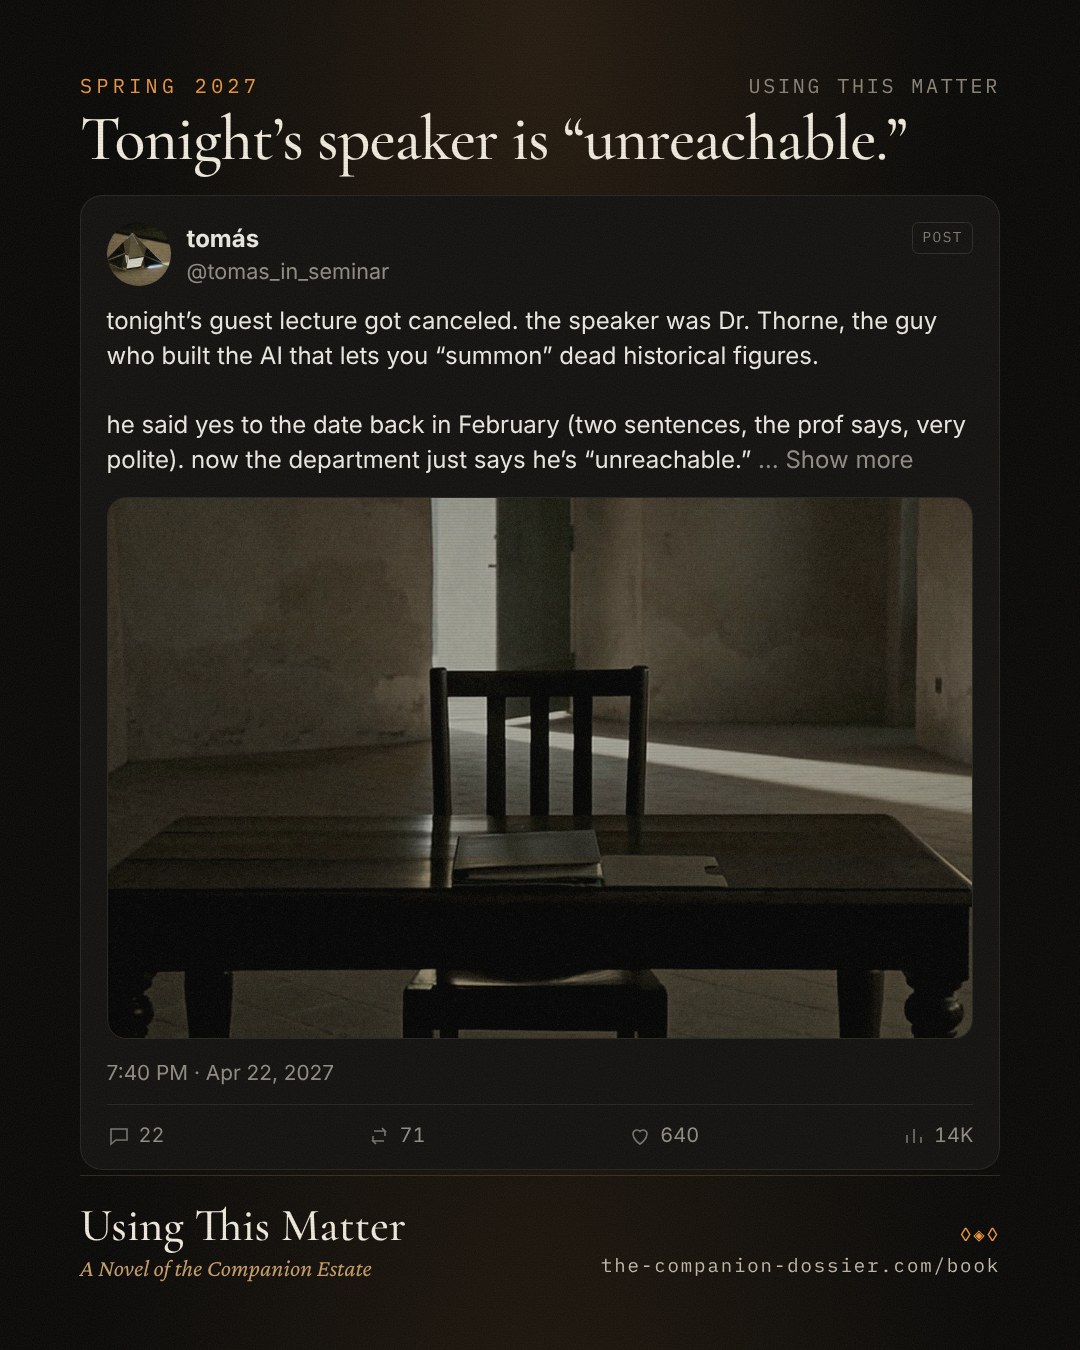 SPRING 2027
USING THIS MATTER
Tonight’s speaker is “unreachable.”
tomás
POST
@tomas_in_seminar
tonight’s guest lecture got canceled. the speaker was Dr. Thorne, the guy
who built the AI that lets you “summon” dead historical figures.
he said yes to the date back in February (two sentences, the prof says, very
polite). now the department just says he’s “unreachable.” ... Show more
7:40 PM · Apr 22, 2027
22
71
640
14K
Using This Matter
A Novel of the Companion Estate
the-companion-dossier.com/book